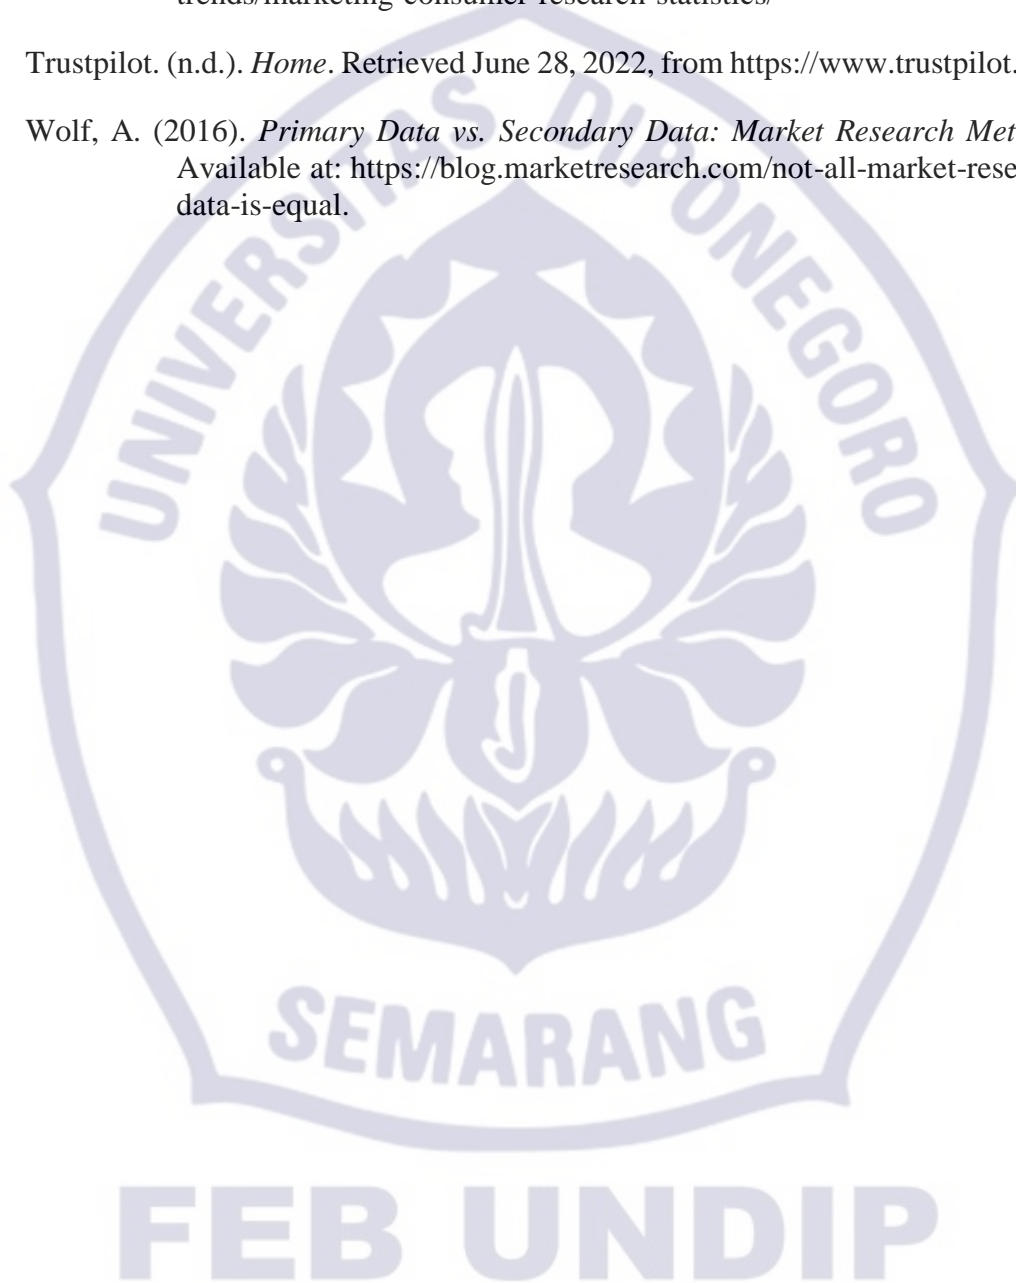 trends/marketing-consumer-research-statistics/
Trustpilot. (n.d.). Home. Retrieved June 28, 2022, from https://www.trustpilot.
Wolf, A. (2016). Primary Data vs. Secondary Data: Market Research Met
Available at: https://blog.marketresearch.com/not-all-market-rese
data-is-equal.
UNIVERSITAS DIPONEGORO
SEMARANG
FEB UNDIP